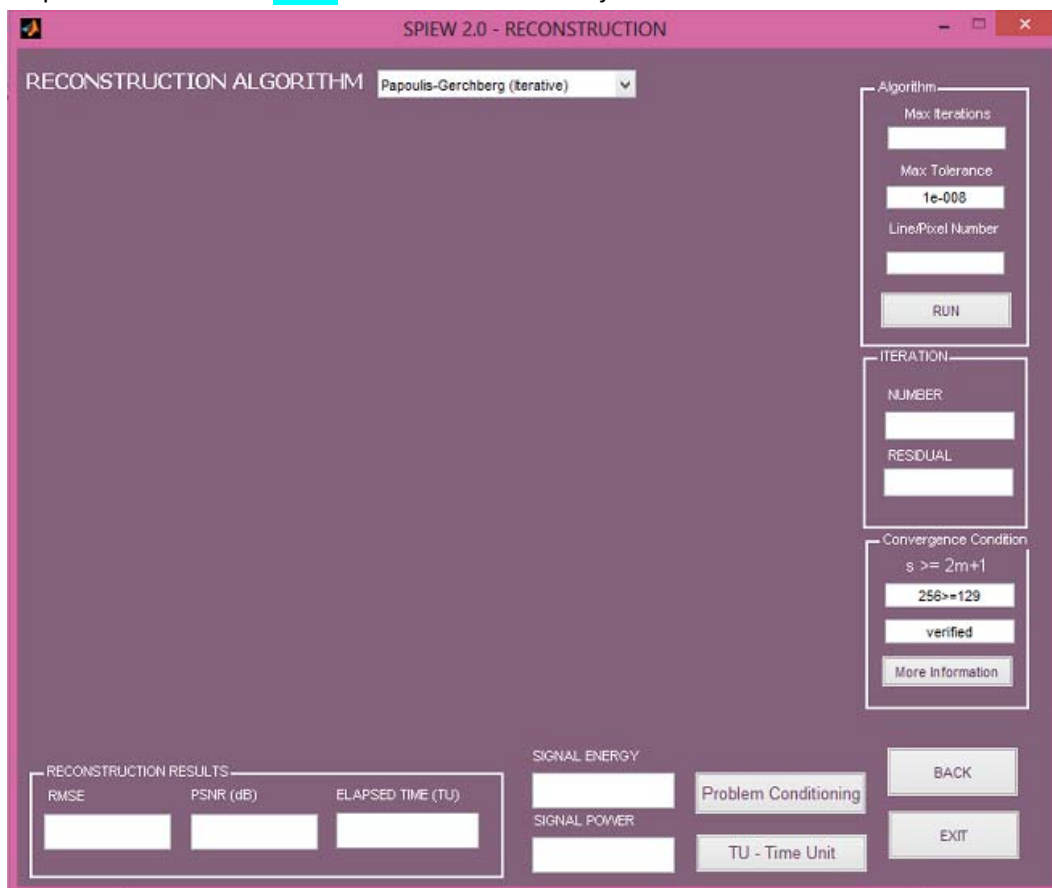 SPIEW 2.0 - RECONSTRUCTION
RECONSTRUCTION ALGORITHM
Papoulis-Gerchberg (Iterative)
Algorithm
Max Iterations
Max Tolerance
1e-008
Line/Pixel Number
RUN
ITERATION
NUMBER
RESIDUAL
Convergence Condition
s >= 2m+1
256>=129
verified
More Information
RECONSTRUCTION RESULTS
RMSE PSNR (dB) ELAPSED TIME (TU)
SIGNAL ENERGY
SIGNAL POWER
Problem Conditioning
TU - Time Unit
BACK
EXIT